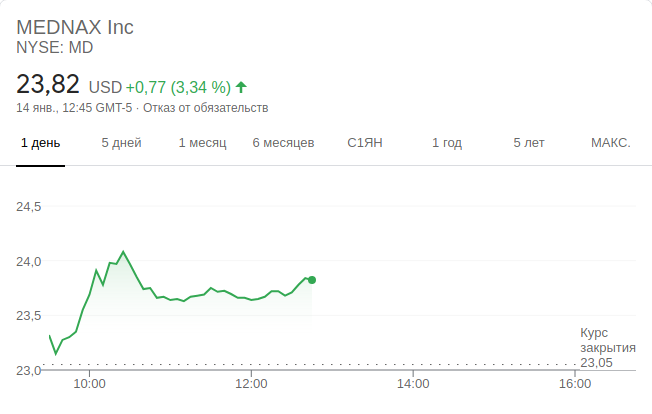 MEDNAX Inc
NYSE: MD
23,82 USD +0,77 (3,34 %)
14 янв., 12:45 GMT-5 · Отказ от обязательств
1 день 5 дней 1 месяц 6 месяцев С1ЯН 1 год 5 лет МАКС.
24,5
24,0
23,5
23,0
Курс
закрытия
23,05
10:00 12:00 14:00 16:00